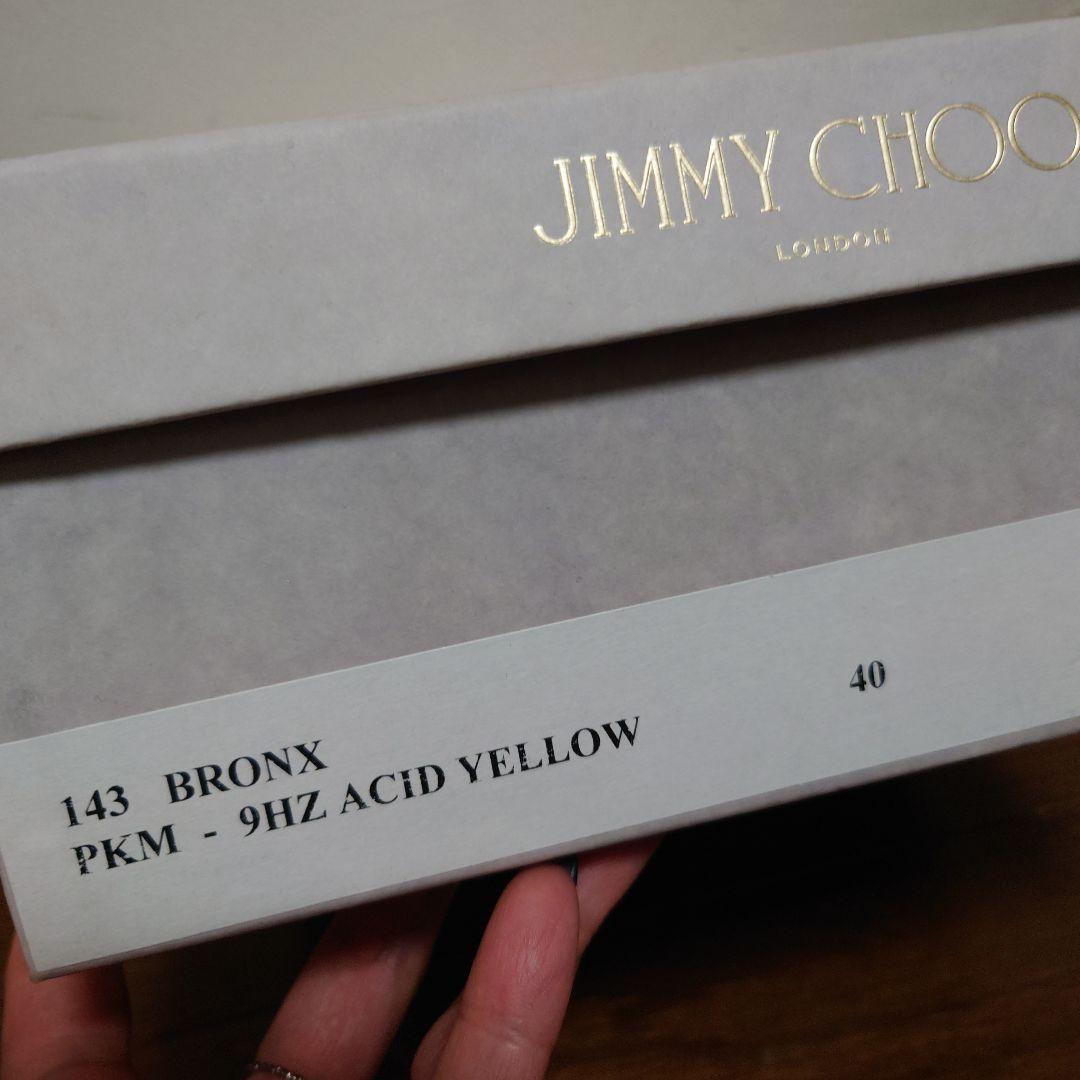 JIMMY CHOO
LONDON
143 BRONX
PKM - 9HZ ACID YELLOW
40